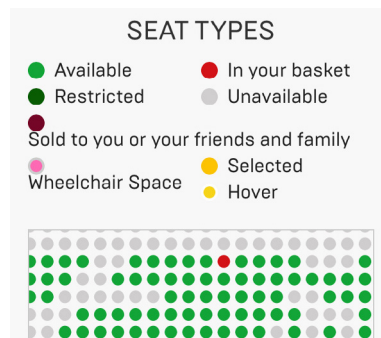 SEAT TYPES
Available
In your basket
Restricted
Unavailable
Sold to you or your friends and family
Wheelchair Space
Selected
Hover